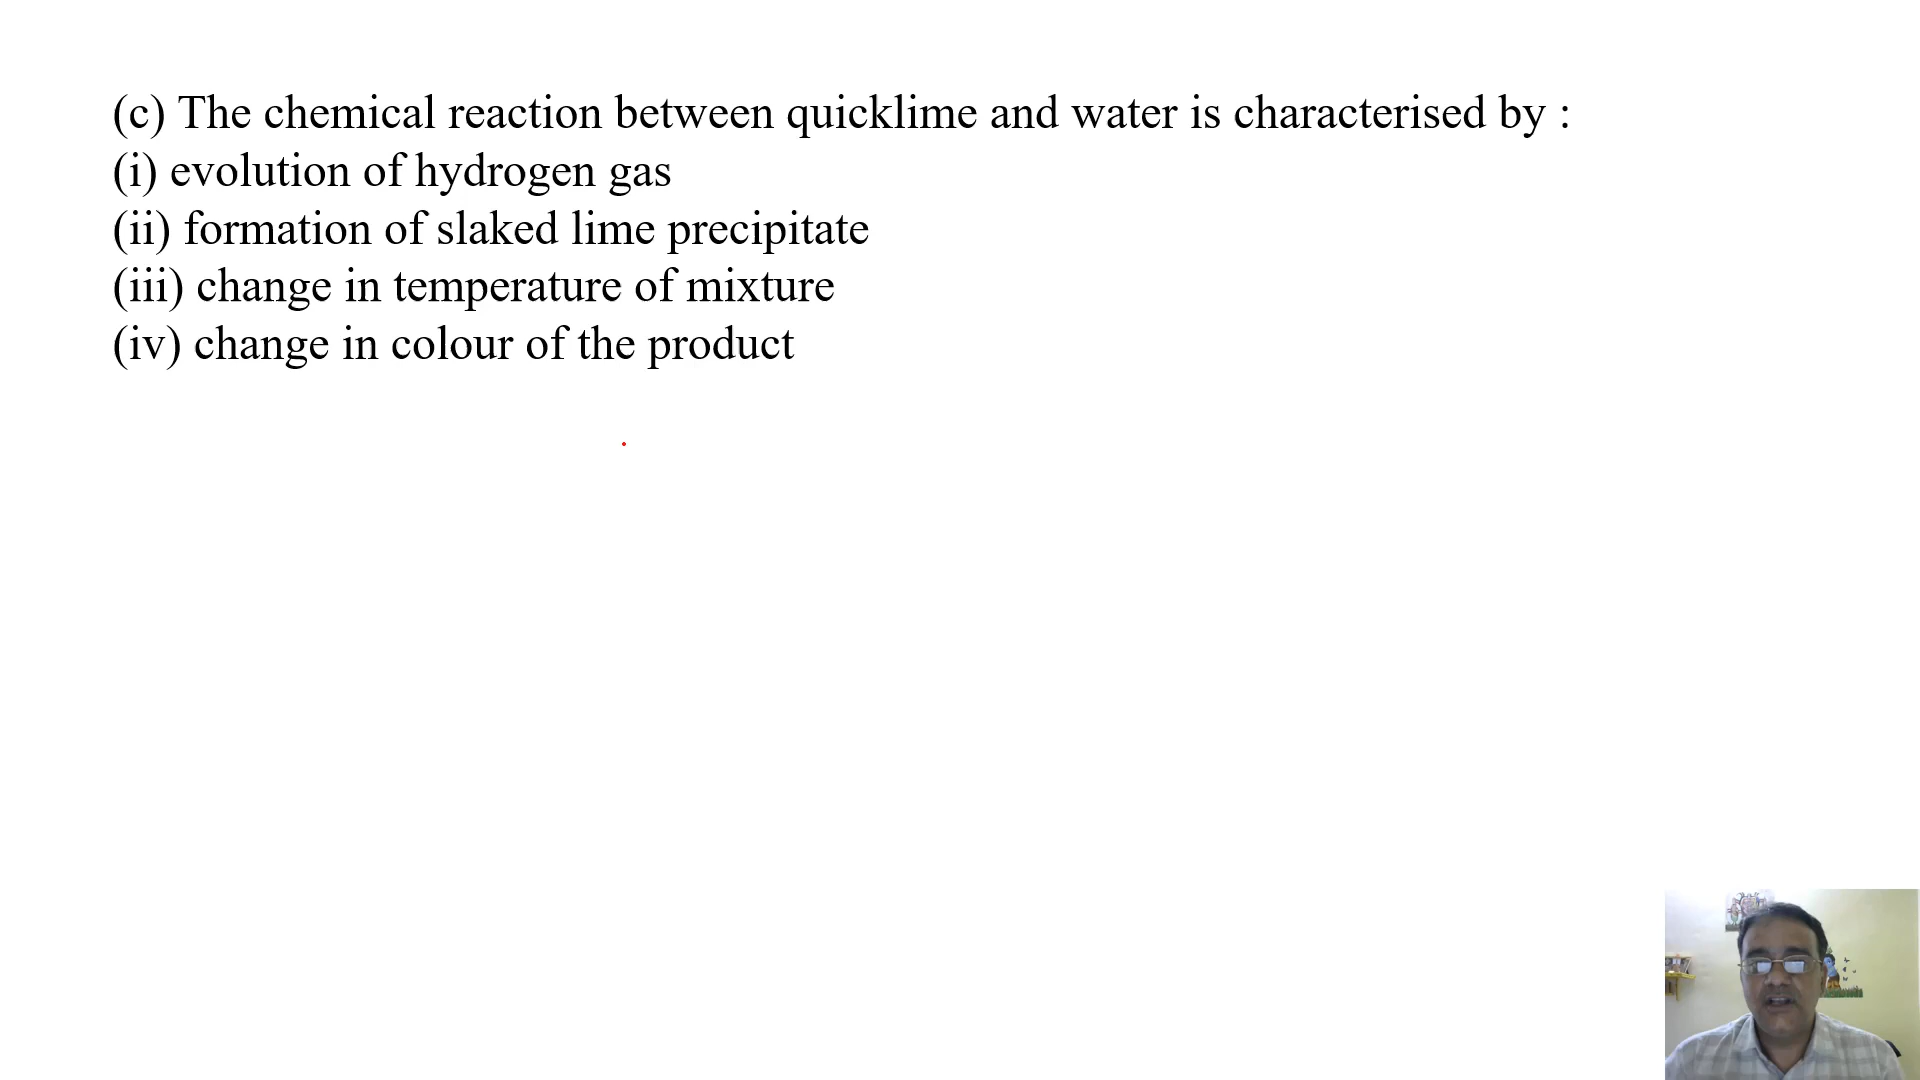 (c) The chemical reaction between quicklime and water is characterised by :
(i) evolution of hydrogen gas
(ii) formation of slaked lime precipitate
(iii) change in temperature of mixture
(iv) change in colour of the product